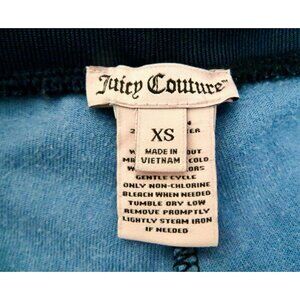 Juicy Couture
XS
MADE IN
VIETNAM
COLD
GENTLE CYCLE
ONLY NON-CHLORINE
BLEACH WHEN NEEDED
TUMBLE DRY LOW
REMOVE PROMPTLY
LIGHTLY STEAM IRON
IF NEEDED